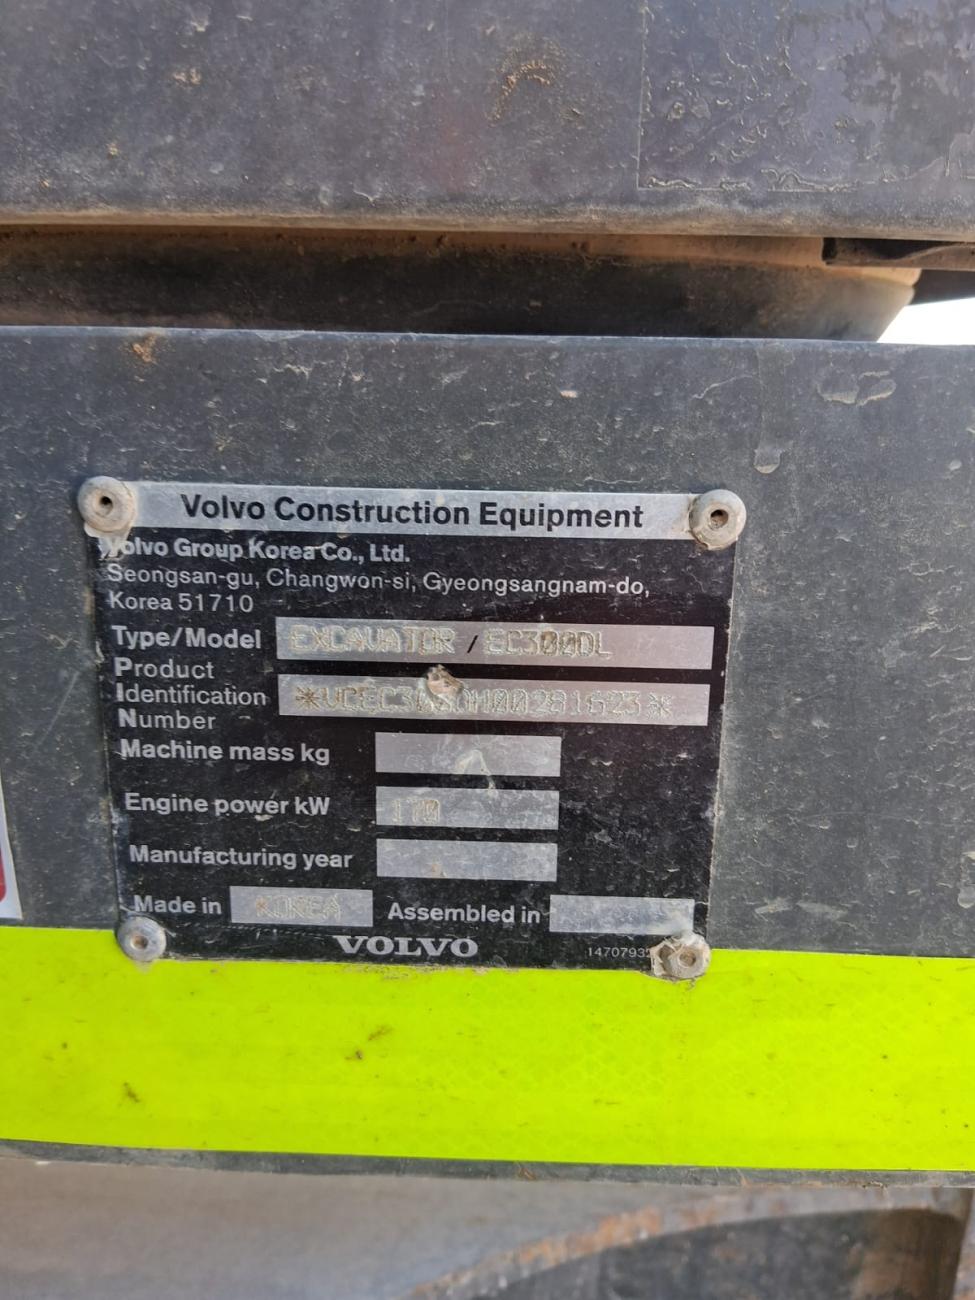 Volvo Construction Equipment
Volvo Group Korea Co., Ltd.
Seongsan-gu, Changwon-si, Gyeongsangnam-do,
Korea 51710
Type/Model EXCAVATOR / EC300DL
Product
Identification
Number
Machine mass kg
Engine power kW 170
Manufacturing year
Made in KOREA Assembled in
VOLVO